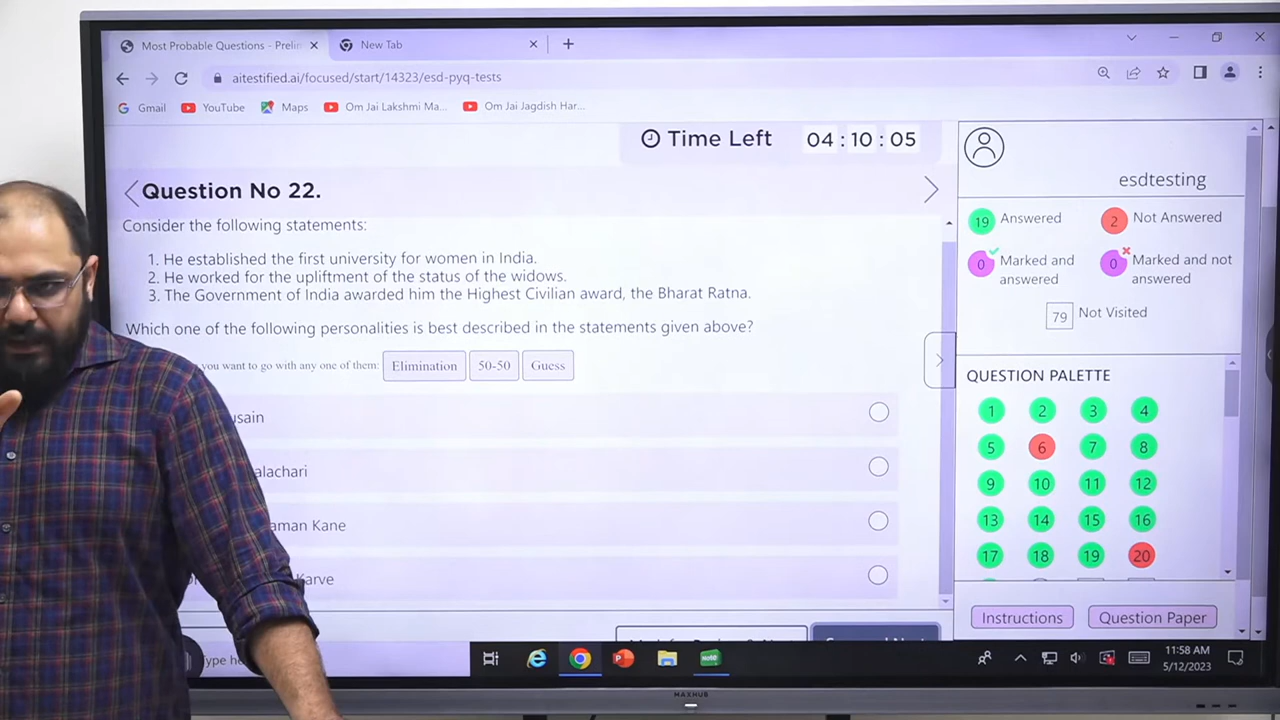 Most Probable Questions - Prelim
New Tab
aitestified.ai/focused/start/14323/esd-pyq-tests
Gmail
YouTube
Maps
Om Jai Lakshmi Ma...
Om Jai Jagdish Har...
Time Left 04 : 10 : 05
Question No 22.
Consider the following statements:
1. He established the first university for women in India.
2. He worked for the upliftment of the status of the widows.
3. The Government of India awarded him the Highest Civilian award, the Bharat Ratna.
Which one of the following personalities is best described in the statements given above?
you want to go with any one of them: Elimination 50-50 Guess
usain
alachari
aman Kane
Karve
esdtesting
19 Answered
2 Not Answered
0 Marked and
answered
0 Marked and not
answered
79 Not Visited
QUESTION PALETTE
1 2 3 4
5 6 7 8
9 10 11 12
13 14 15 16
17 18 19 20
Instructions
Question Paper
ype he
11:58 AM
5/12/2023
MAXHUB